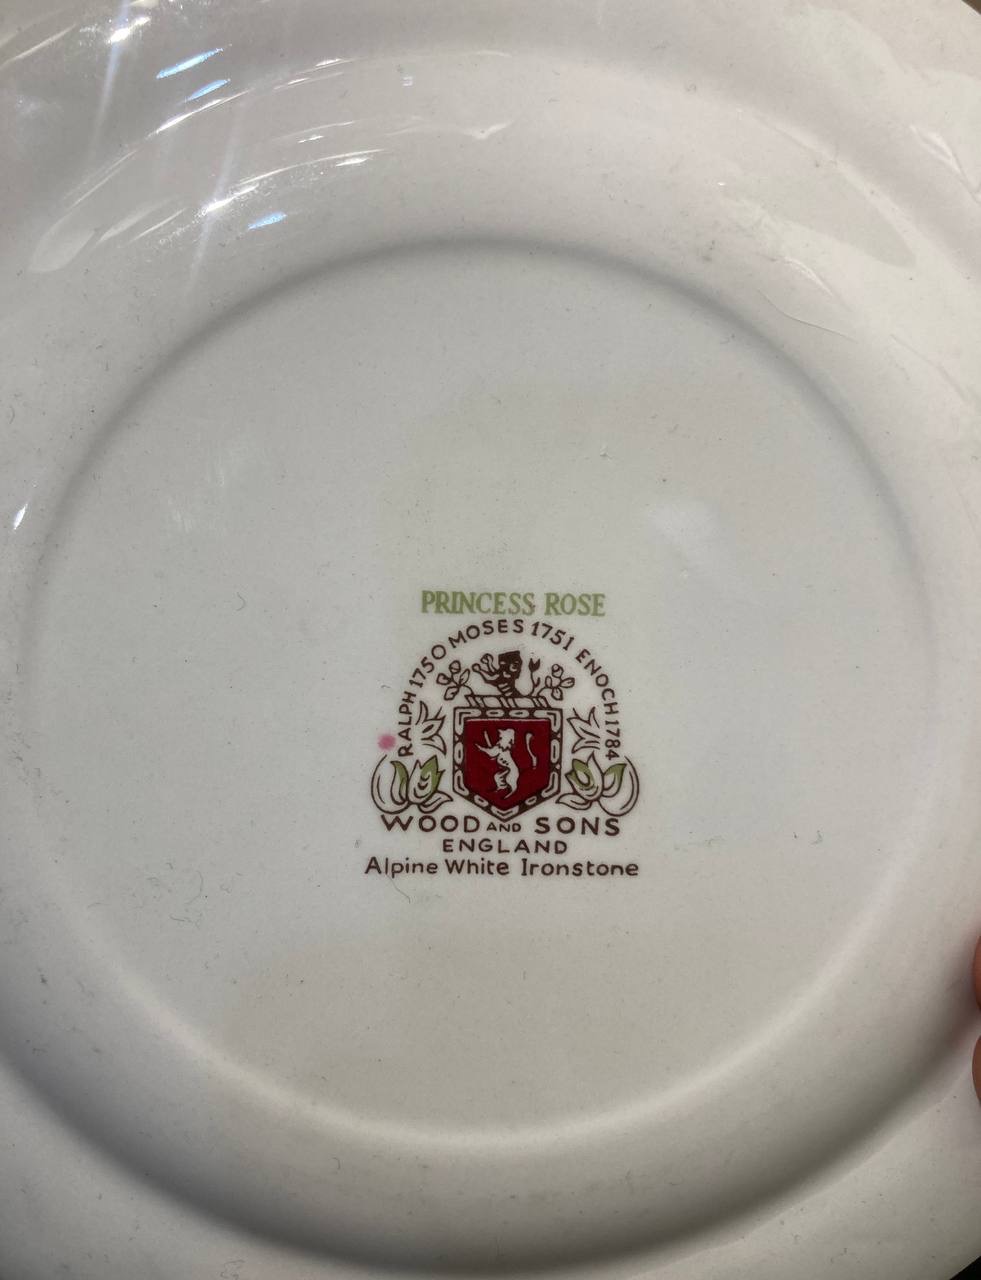 PRINCESS ROSE
RALPH 1750 MOSES 1751 ENOCH 1784
WOOD AND SONS
ENGLAND
Alpine White Ironstone